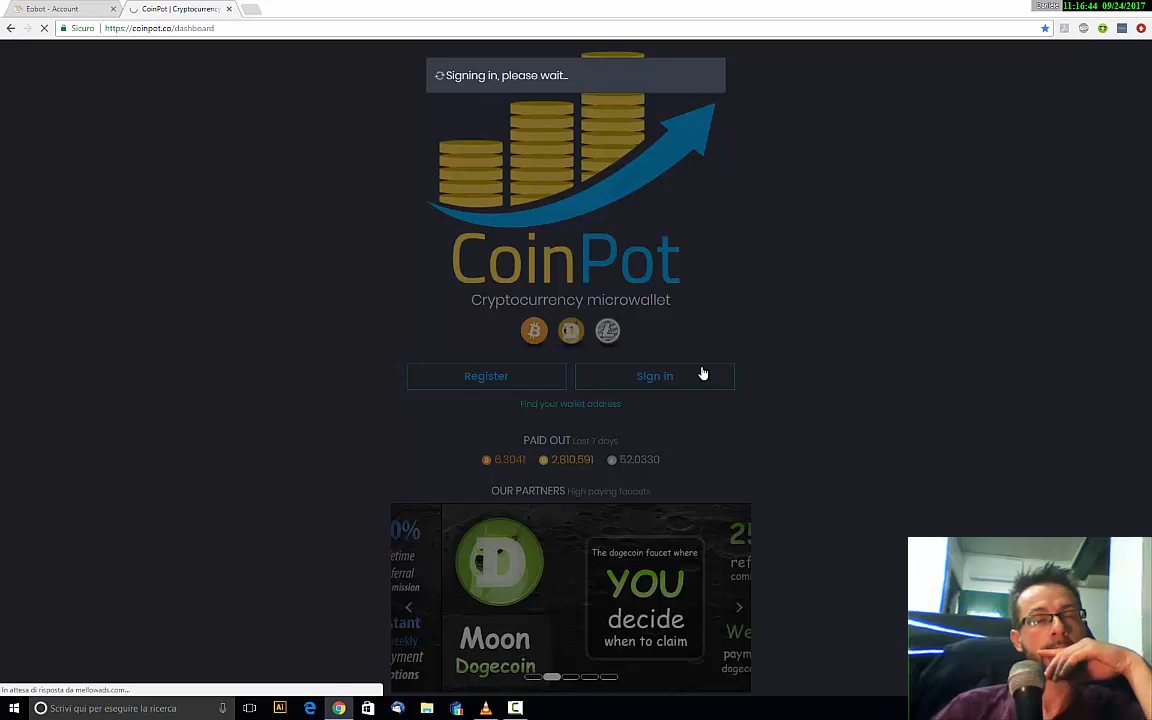 Eobot - Account
CoinPot | Cryptocurrency
Daniele 11:16:44 09/24/2017
Sicuro https://coinpot.co/dashboard
Signing in, please wait...
CoinPot
Cryptocurrency microwallet
Register
Sign in
Find your wallet address
PAID OUT Last 7 days
6.3041 2,810,591 52.0330
OUR PARTNERS High paying faucets
The dogecoin faucet where
YOU
decide
when to claim
Moon
Dogecoin
In attesa di risposta da mellowads.com...
Scrivi qui per eseguire la ricerca